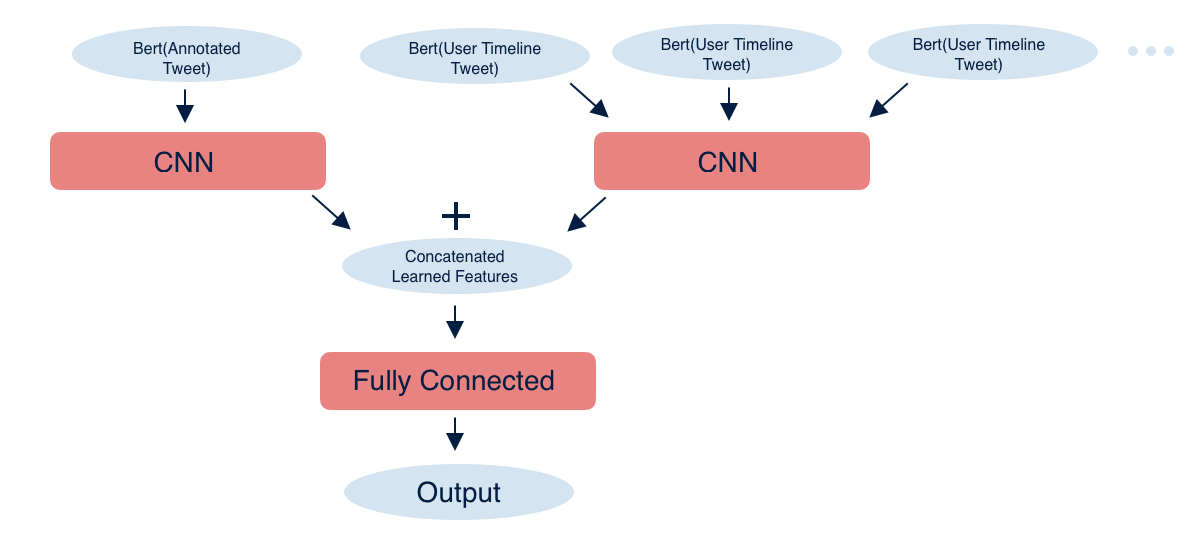 Bert(Annotated
Tweet)
Bert(User Timeline
Tweet)
Bert(User Timeline
Tweet)
Bert(User Timeline
Tweet)
CNN
CNN
+
Concatenated
Learned Features
Fully Connected
Output